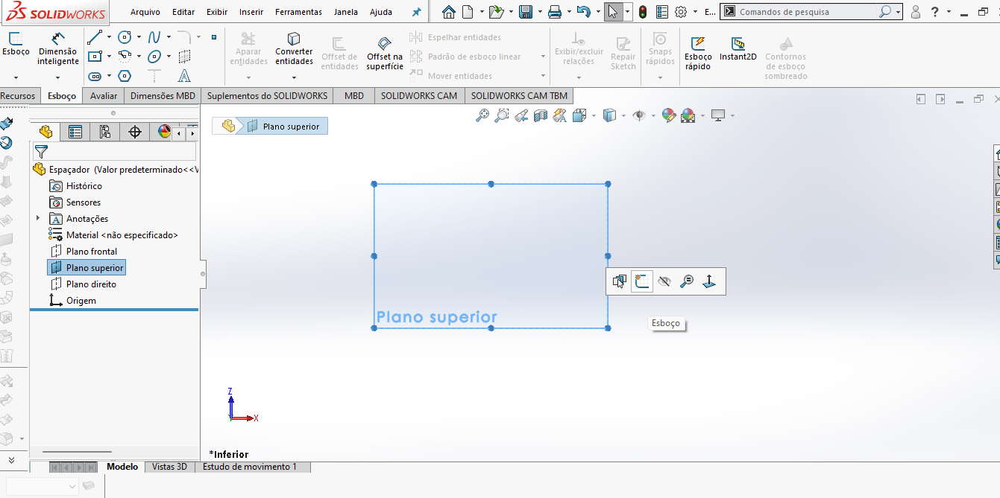 SOLIDWORKS
Arquivo Editar Exibir Inserir Ferramentas Janela Ajuda
E...
Comandos de pesquisa
Esboço
Dimensão
inteligente
Aparar
entidades
Converter
entidades
Offset de
entidades
Offset na
superfície
Espelhar entidades
Padrão de esboço linear
Mover entidades
Exibir/excluir
relações
Repair
Sketch
Snaps
rápidos
Esboço
rápido
Instant2D
Contornos
de esboço
sombreado
Recursos Esboço Avaliar Dimensões MBD Suplementos do SOLIDWORKS MBD SOLIDWORKS CAM SOLIDWORKS CAM TBM
Plano superior
Espaçador (Valor predeterminado<<V
Histórico
Sensores
Anotações
Material <não especificado>
Plano frontal
Plano superior
Plano direito
Origem
Plano superior
Esboço
Z
X
*Inferior
Modelo Vistas 3D Estudo de movimento 1